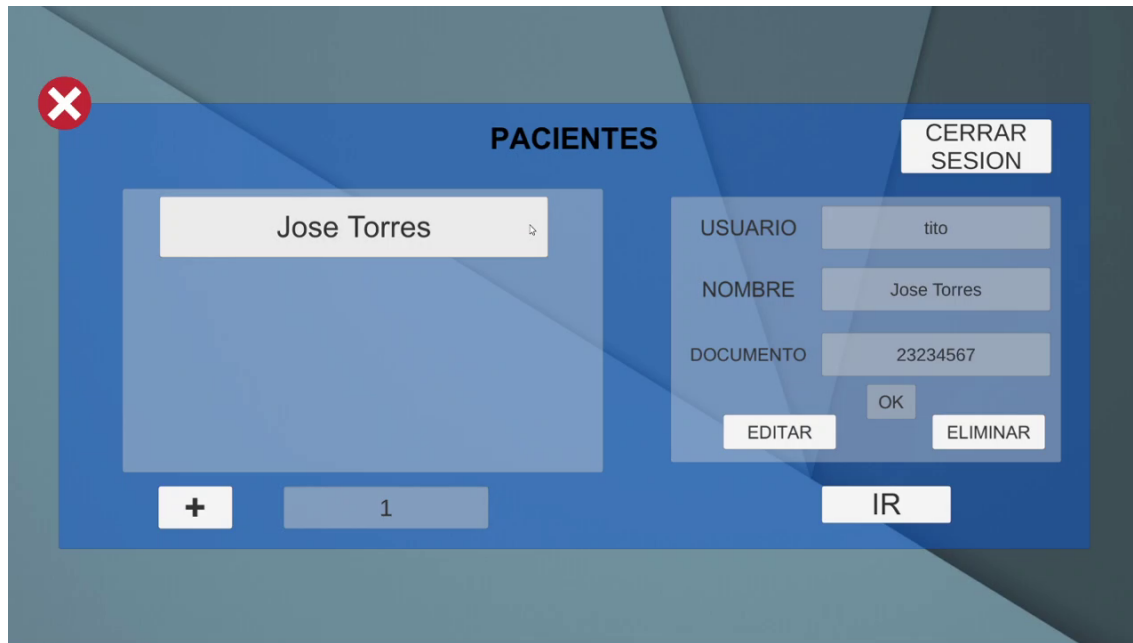 PACIENTES
CERRAR
SESION
Jose Torres
USUARIO tito
NOMBRE Jose Torres
DOCUMENTO 23234567
OK
EDITAR ELIMINAR
+ 1
IR